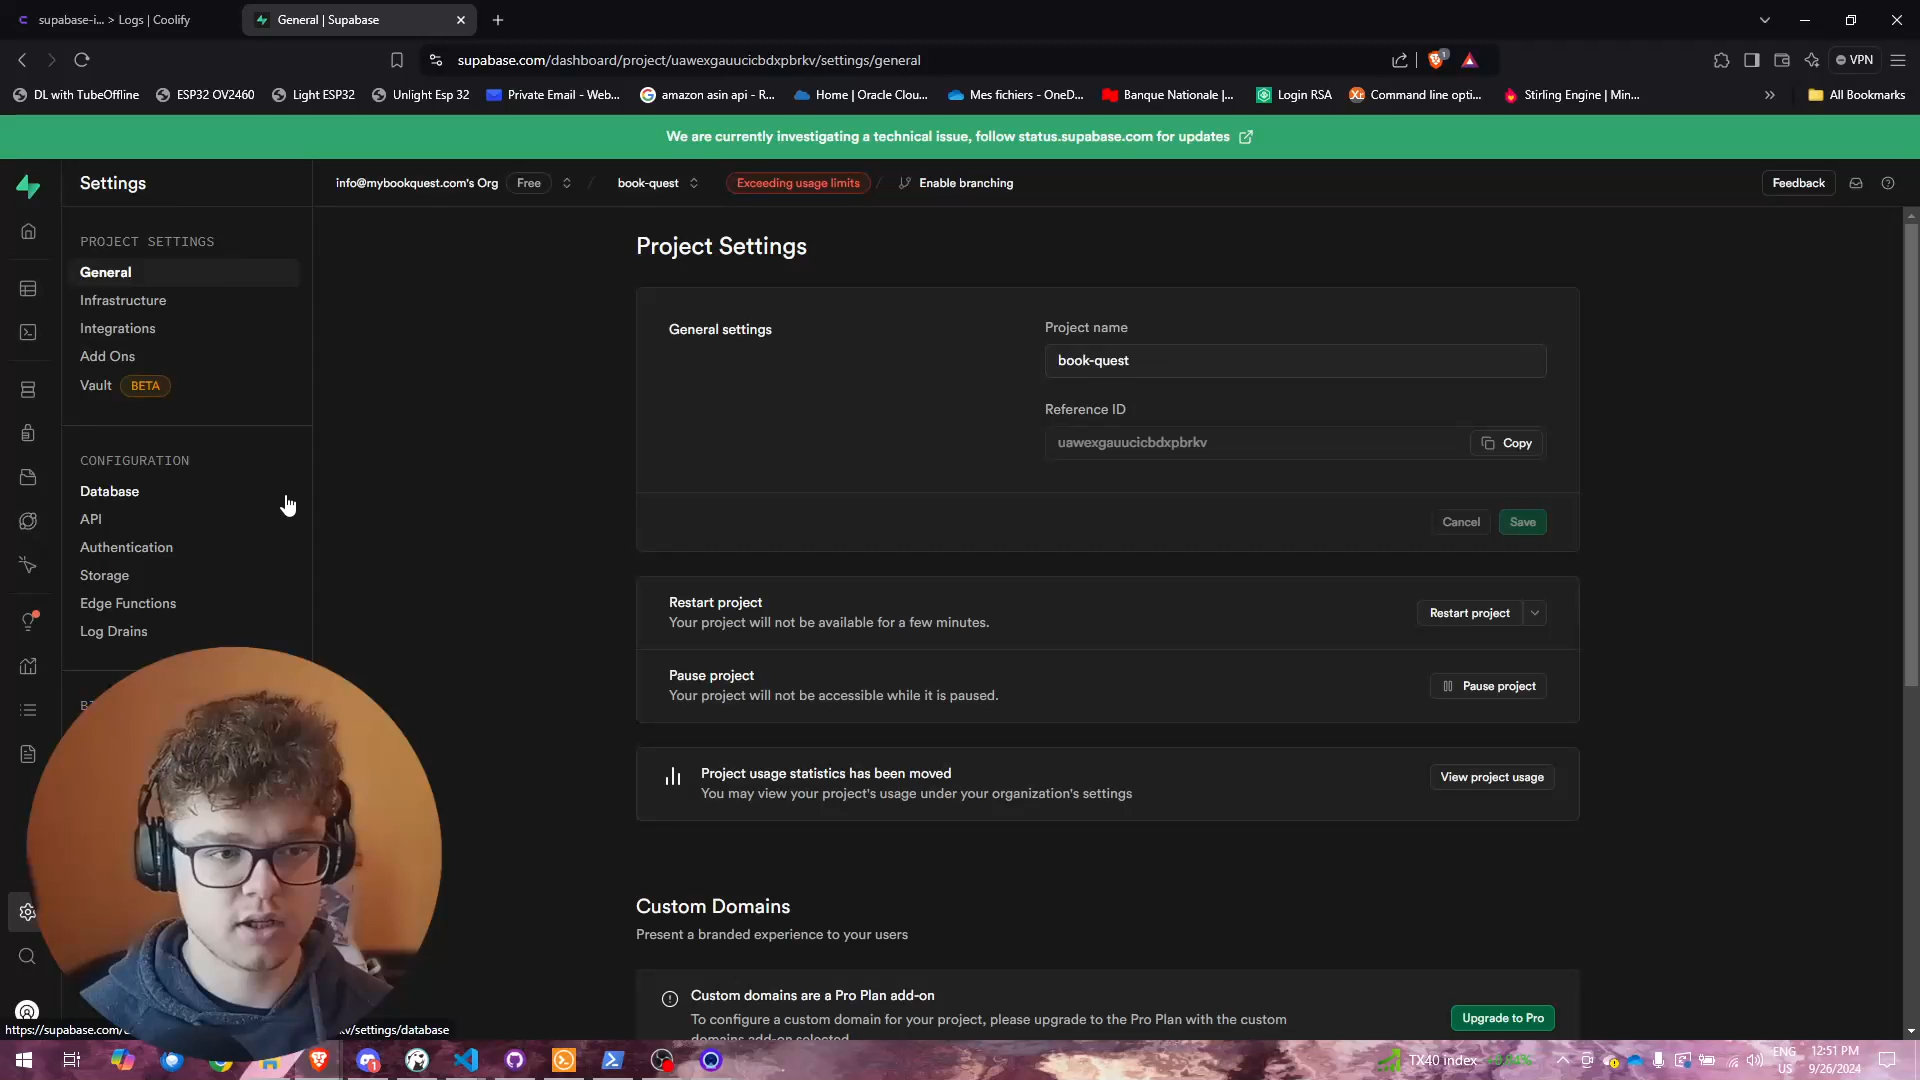 supabase-i... > Logs | Coolify
General | Supabase
supabase.com/dashboard/project/uawexgauucicbdxpbrkv/settings/general
1
VPN
DL with TubeOffline
ESP32 OV2460
Light ESP32
Unlight Esp 32
Private Email - Web...
amazon asin api - R...
Home | Oracle Clou...
Mes fichiers - OneD...
Banque Nationale |...
Login RSA
Command line opti...
Stirling Engine | Min...
All Bookmarks
We are currently investigating a technical issue, follow status.supabase.com for updates
Settings
info@mybookquest.com's Org
Free
/
book-quest
Exceeding usage limits
/
Enable branching
Feedback
PROJECT SETTINGS
General
Infrastructure
Integrations
Add Ons
Vault
BETA
CONFIGURATION
Database
API
Authentication
Storage
Edge Functions
Log Drains
Project Settings
General settings
Project name
book-quest
Reference ID
uawexgauucicbdxpbrkv
Copy
Cancel
Save
Restart project
Your project will not be available for a few minutes.
Restart project
Pause project
Your project will not be accessible while it is paused.
Pause project
Project usage statistics has been moved
You may view your project's usage under your organization's settings
View project usage
Custom Domains
Present a branded experience to your users
Custom domains are a Pro Plan add-on
To configure a custom domain for your project, please upgrade to the Pro Plan with the custom
domains add-on selected
Upgrade to Pro
https://supabase.com/
v/settings/database
TX40 index
ENG
US
12:51 PM
9/26/2024